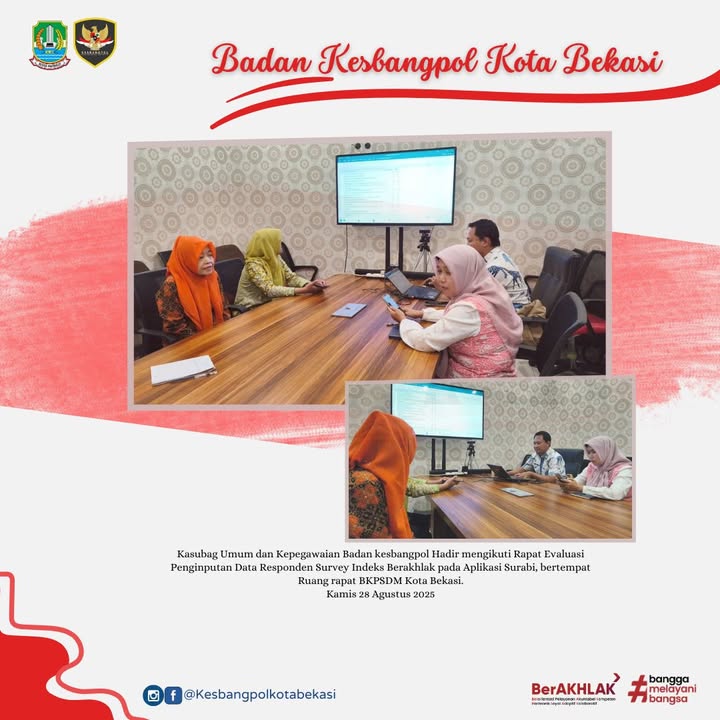 Badan Kesbangpol Kota Bekasi
Kasubag Umum dan Kepegawaian Badan kesbangpol Hadir mengikuti Rapat Evaluasi
Penginputan Data Responden Survey Indeks Berakhlak pada Aplikasi Surabi, bertempat
Ruang rapat BKPSDM Kota Bekasi.
Kamis 28 Agustus 2025
@Kesbangpolkotabekasi
BerAKHLAK
#bangga
melayani
bangsa